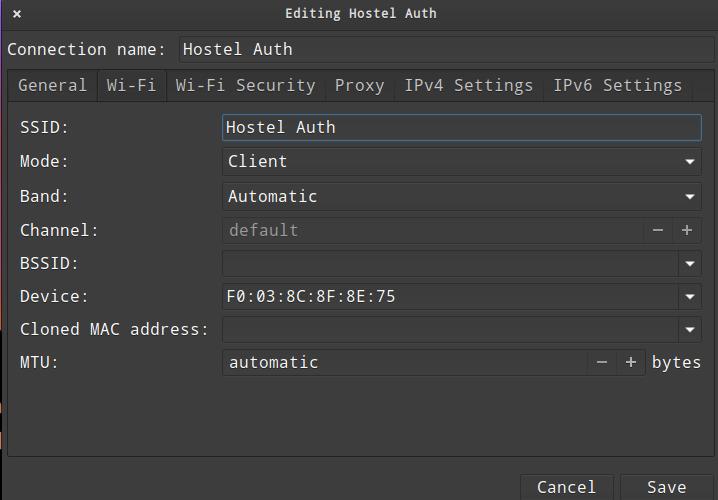 × Editing Hostel Auth
Connection name: Hostel Auth
General Wi-Fi Wi-Fi Security Proxy IPv4 Settings IPv6 Settings
SSID: Hostel Auth
Mode: Client
Band: Automatic
Channel: default − +
BSSID:
Device: F0:03:8C:8F:8E:75
Cloned MAC address:
MTU: automatic − + bytes
Cancel Save